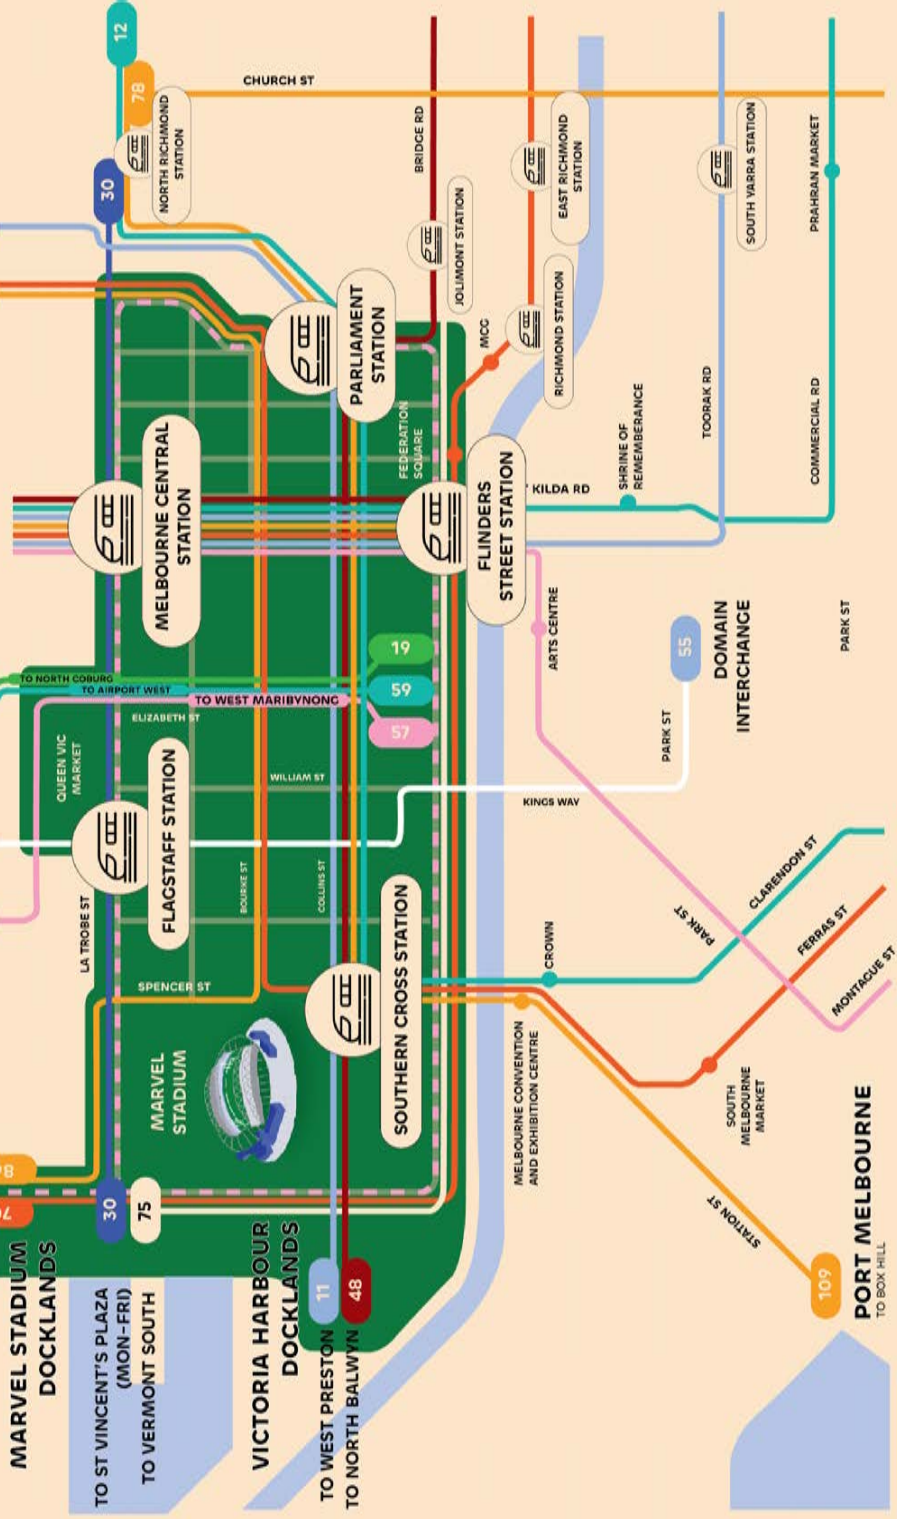 MARVEL STADIUM
DOCKLANDS
TO ST VINCENT'S PLAZA
(MON-FRI)
TO VERMONT SOUTH
VICTORIA HARBOUR
DOCKLANDS
TO WEST PRESTON
TO NORTH BALWYN
30
75
11
48
MARVEL
STADIUM
SPENCER ST
LA TROBE ST
SOUTHERN CROSS STATION
FLAGSTAFF STATION
QUEEN VIC
MARKET
BOURKE ST
COLLINS ST
WILLIAM ST
ELIZABETH ST
TO NORTH COBURG
TO AIRPORT WEST
TO WEST MARIBYNONG
19
59
57
MELBOURNE CENTRAL
STATION
FLINDERS
STREET STATION
FEDERATION
SQUARE
PARLIAMENT
STATION
30
12
78
NORTH RICHMOND
STATION
CHURCH ST
BRIDGE RD
JOLIMONT STATION
MCG
RICHMOND STATION
EAST RICHMOND
STATION
SOUTH YARRA STATION
PRAHRAN MARKET
TOORAK RD
COMMERCIAL RD
KILDA RD
SHRINE OF
REMEMBERANCE
ARTS CENTRE
55
DOMAIN
INTERCHANGE
PARK ST
PARK ST
KINGS WAY
PARK ST
CLARENDON ST
FERRAS ST
MONTAGUE ST
CROWN
MELBOURNE CONVENTION
AND EXHIBITION CENTRE
SOUTH
MELBOURNE
MARKET
STATION ST
109
PORT MELBOURNE
TO BOX HILL